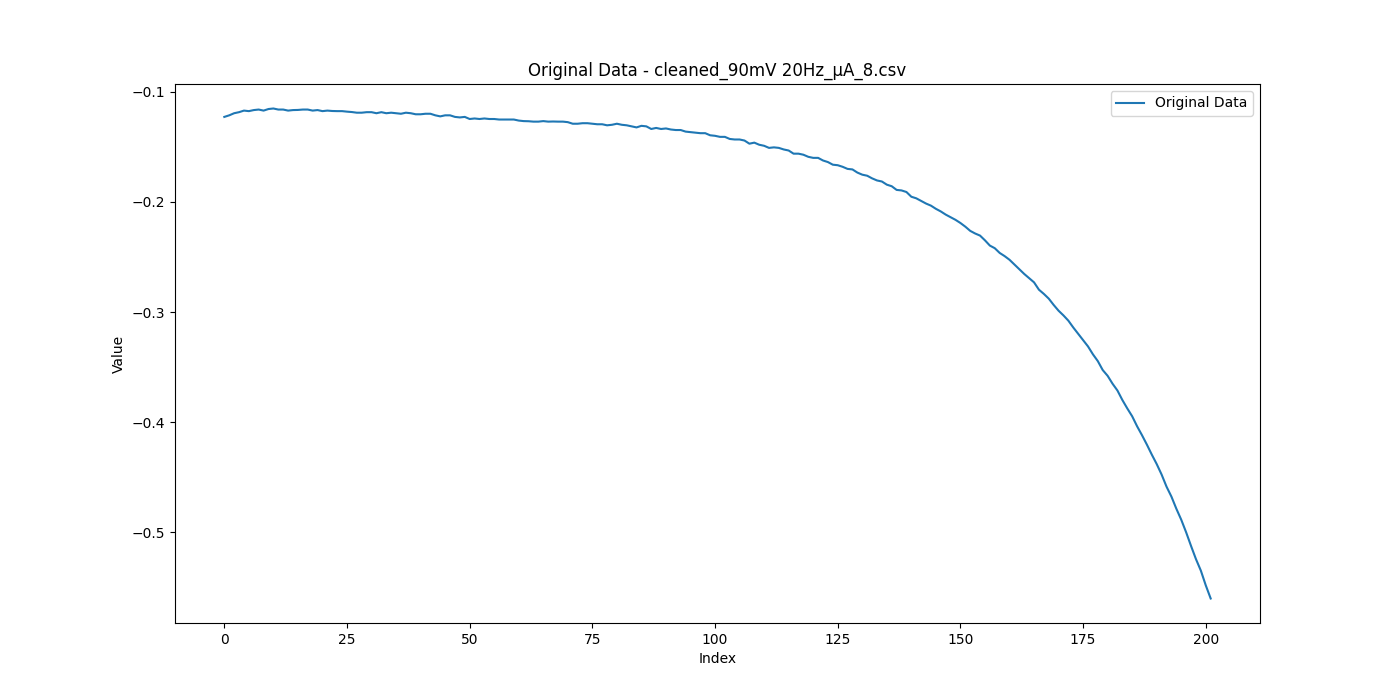 Original Data - cleaned_90mV 20Hz_μA_8.csv
Original Data
−0.1
−0.2
−0.3
−0.4
−0.5
Value
0 25 50 75 100 125 150 175 200
Index